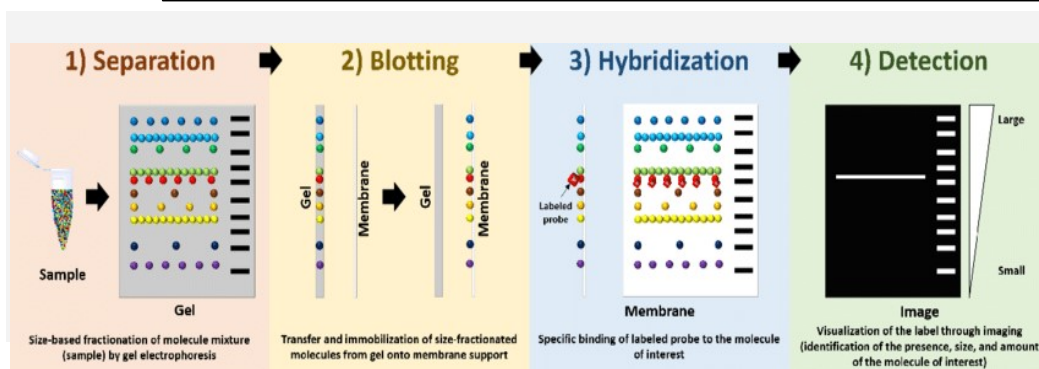 1) Separation
2) Blotting
3) Hybridization
4) Detection
Sample
Gel
Size-based fractionation of molecule mixture
(sample) by gel electrophoresis
Gel
Membrane
Gel
Membrane
Transfer and immobilization of size-fractionated
molecules from gel onto membrane support
Labeled
probe
Membrane
Specific binding of labeled probe to the molecule
of interest
Large
Small
Image
Visualization of the label through imaging
(identification of the presence, size, and amount
of the molecule of interest)